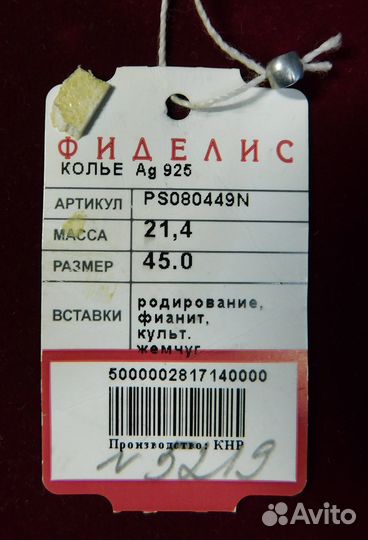 ФИДЕЛИС
КОЛЬЕ Ag 925
АРТИКУЛ PS080449N
МАССА 21,4
РАЗМЕР 45.0
ВСТАВКИ родирование,
фианит,
культ.
жемчуг
5000002817140000
Производство: КНР
N 5219
Avito